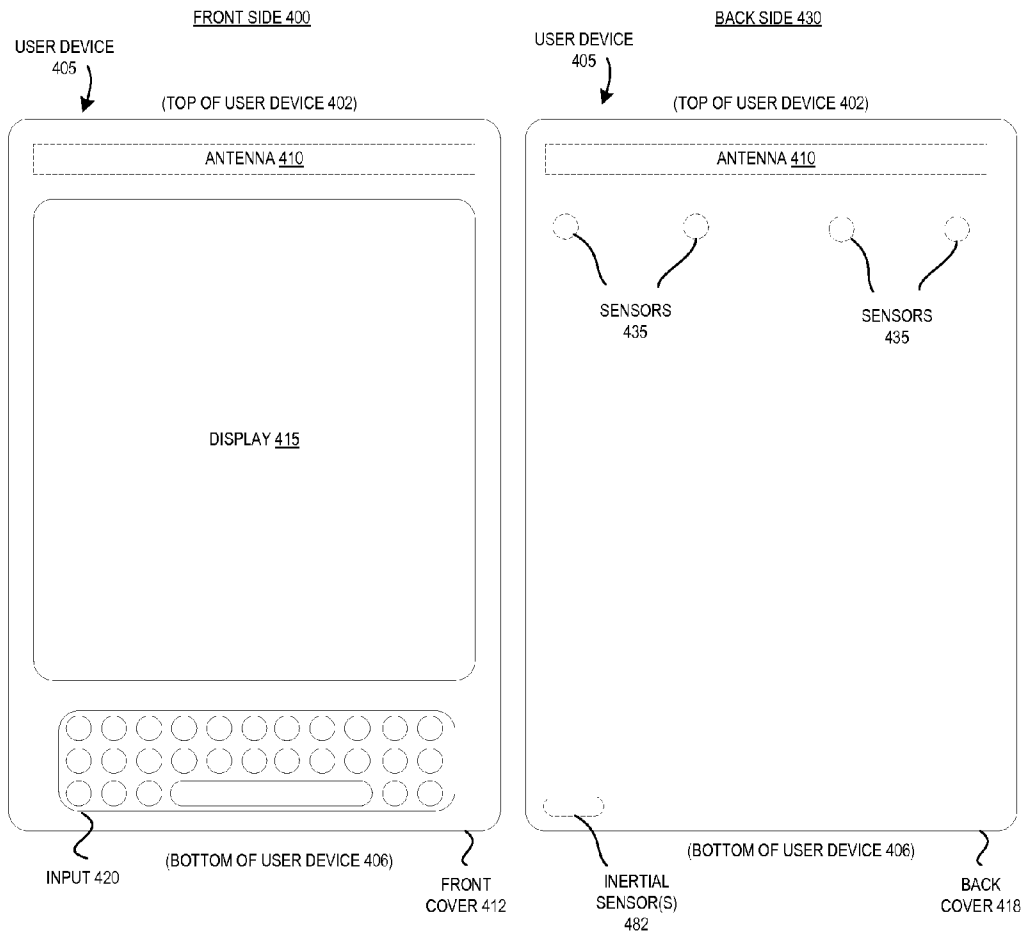 FRONT SIDE 400
USER DEVICE
405
(TOP OF USER DEVICE 402)
ANTENNA 410
DISPLAY 415
INPUT 420
(BOTTOM OF USER DEVICE 406)
FRONT
COVER 412
BACK SIDE 430
USER DEVICE
405
(TOP OF USER DEVICE 402)
ANTENNA 410
SENSORS
435
SENSORS
435
(BOTTOM OF USER DEVICE 406)
INERTIAL
SENSOR(S)
482
BACK
COVER 418